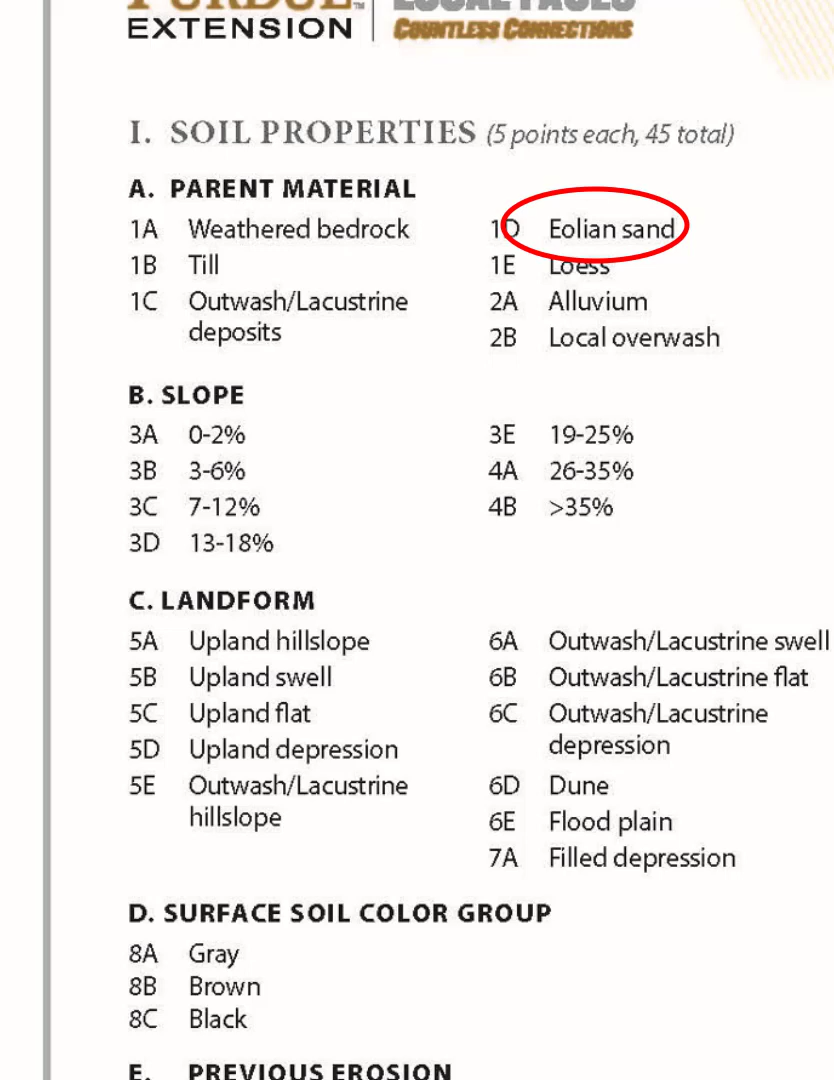 EXTENSION
COUNTLESS CONNECTIONS
I. SOIL PROPERTIES (5 points each, 45 total)
A. PARENT MATERIAL
1A Weathered bedrock
1B Till
1C Outwash/Lacustrine
deposits
1D Eolian sand
1E Loess
2A Alluvium
2B Local overwash
B. SLOPE
3A 0-2%
3B 3-6%
3C 7-12%
3D 13-18%
3E 19-25%
4A 26-35%
4B >35%
C. LANDFORM
5A Upland hillslope
5B Upland swell
5C Upland flat
5D Upland depression
5E Outwash/Lacustrine
hillslope
6A Outwash/Lacustrine swell
6B Outwash/Lacustrine flat
6C Outwash/Lacustrine
depression
6D Dune
6E Flood plain
7A Filled depression
D. SURFACE SOIL COLOR GROUP
8A Gray
8B Brown
8C Black
E. PREVIOUS EROSION